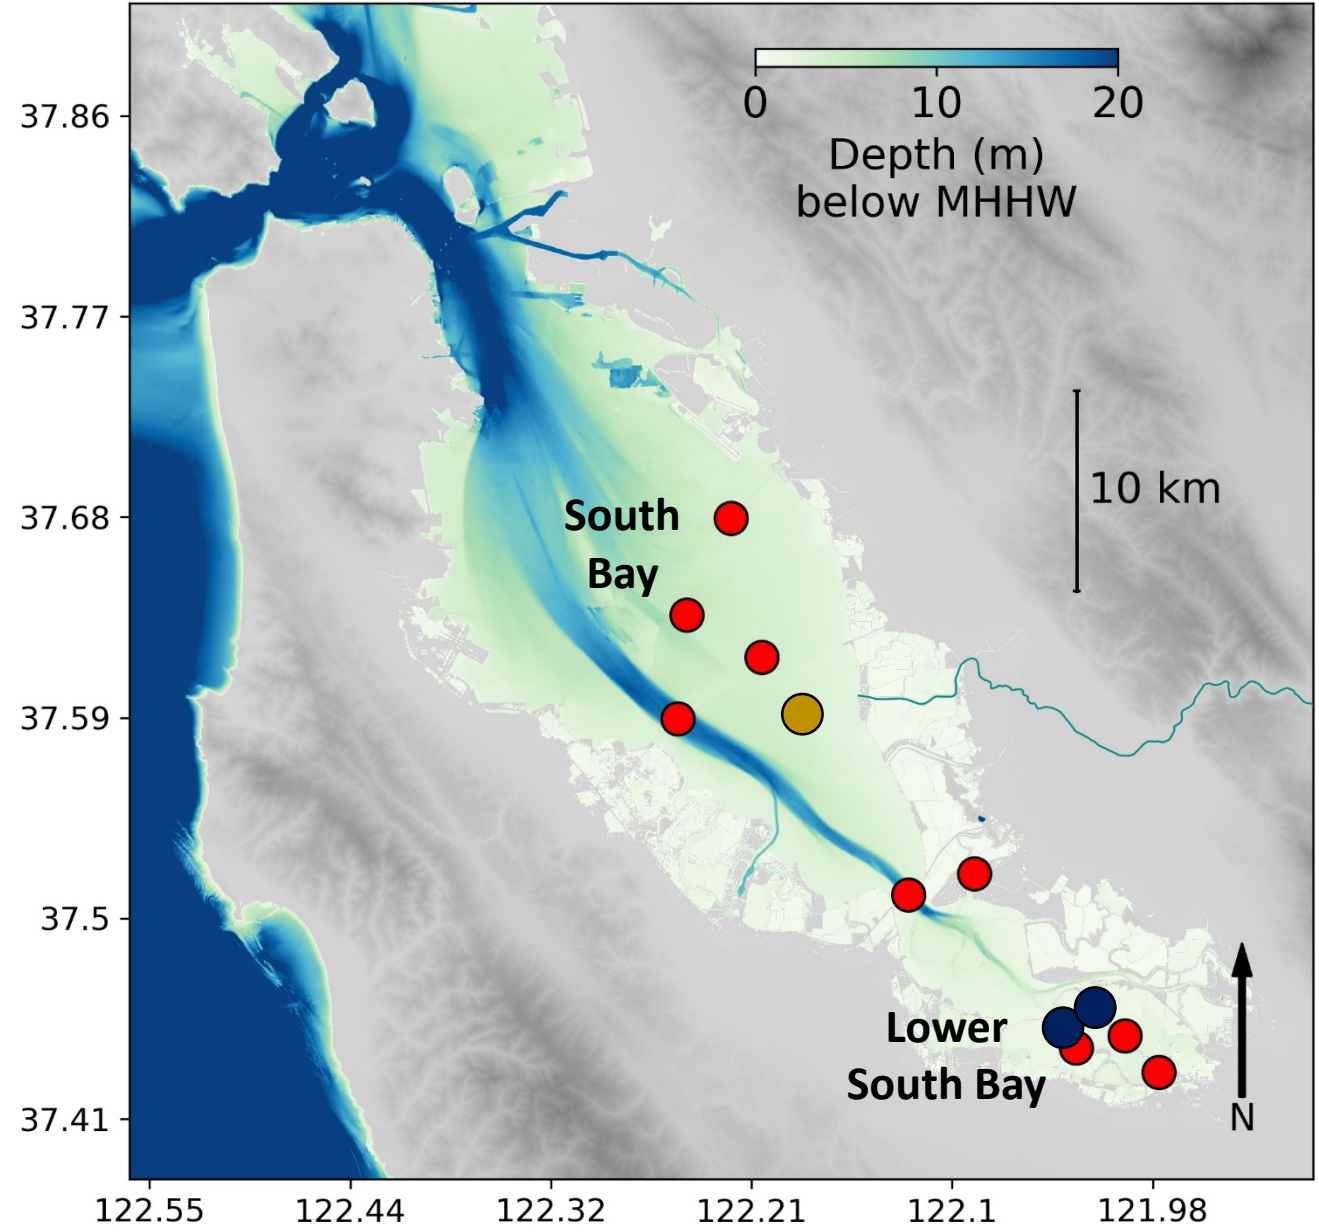 0 10 20
Depth (m)
below MHHW
37.86
37.77
37.68
37.59
37.5
37.41
10 km
South
Bay
Lower
South Bay
N
122.55 122.44 122.32 122.21 122.1 121.98